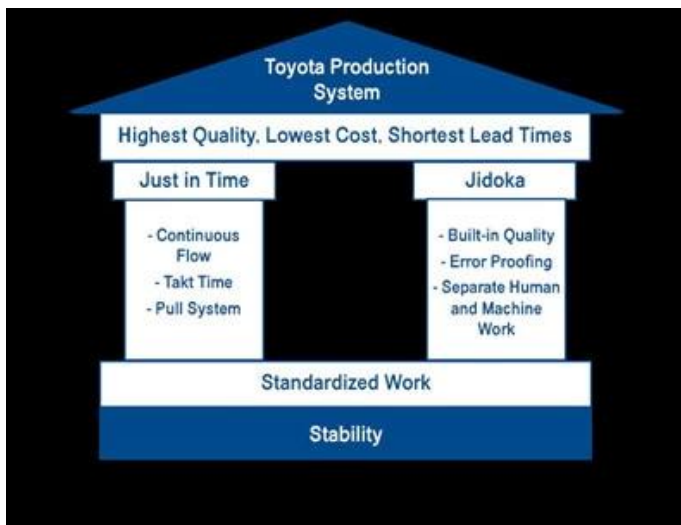 Toyota Production
System
Highest Quality, Lowest Cost, Shortest Lead Times
Just in Time
Jidoka
- Continuous
Flow
- Takt Time
- Pull System
- Built-in Quality
- Error Proofing
- Separate Human
and Machine
Work
Standardized Work
Stability